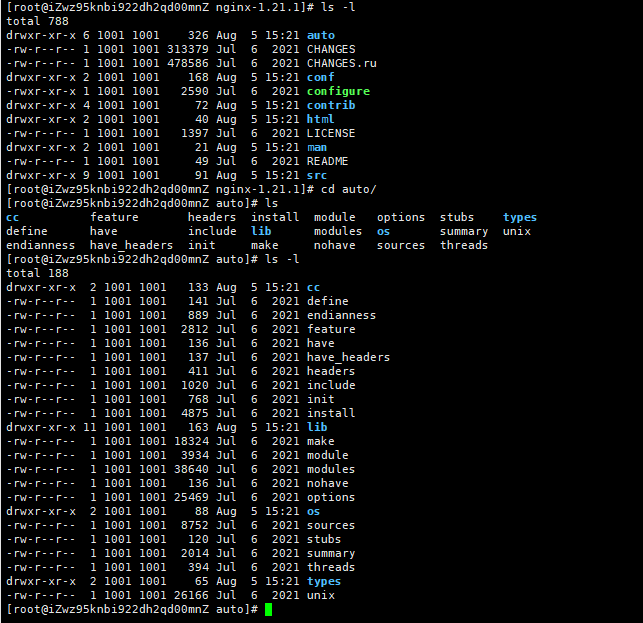 [root@iZwz95knbi922dh2qd00mnZ nginx-1.21.1]# ls -l
total 788
drwxr-xr-x 6 1001 1001    326 Aug  5 15:21 auto
-rw-r--r-- 1 1001 1001 313379 Jul  6  2021 CHANGES
-rw-r--r-- 1 1001 1001 478586 Jul  6  2021 CHANGES.ru
drwxr-xr-x 2 1001 1001    168 Aug  5 15:21 conf
-rwxr-xr-x 1 1001 1001   2590 Jul  6  2021 configure
drwxr-xr-x 4 1001 1001     72 Aug  5 15:21 contrib
drwxr-xr-x 2 1001 1001     40 Aug  5 15:21 html
-rw-r--r-- 1 1001 1001   1397 Jul  6  2021 LICENSE
drwxr-xr-x 2 1001 1001     21 Aug  5 15:21 man
-rw-r--r-- 1 1001 1001     49 Jul  6  2021 README
drwxr-xr-x 9 1001 1001     91 Aug  5 15:21 src
[root@iZwz95knbi922dh2qd00mnZ nginx-1.21.1]# cd auto/
[root@iZwz95knbi922dh2qd00mnZ auto]# ls
cc          feature       headers  install  module   options  stubs    types
define      have          include  lib      modules  os       summary  unix
endianness  have_headers  init     make     nohave   sources  threads
[root@iZwz95knbi922dh2qd00mnZ auto]# ls -l
total 188
drwxr-xr-x  2 1001 1001   133 Aug  5 15:21 cc
-rw-r--r--  1 1001 1001   141 Jul  6  2021 define
-rw-r--r--  1 1001 1001   889 Jul  6  2021 endianness
-rw-r--r--  1 1001 1001  2812 Jul  6  2021 feature
-rw-r--r--  1 1001 1001   136 Jul  6  2021 have
-rw-r--r--  1 1001 1001   137 Jul  6  2021 have_headers
-rw-r--r--  1 1001 1001   411 Jul  6  2021 headers
-rw-r--r--  1 1001 1001  1020 Jul  6  2021 include
-rw-r--r--  1 1001 1001   768 Jul  6  2021 init
-rw-r--r--  1 1001 1001  4875 Jul  6  2021 install
drwxr-xr-x 11 1001 1001   163 Aug  5 15:21 lib
-rw-r--r--  1 1001 1001 18324 Jul  6  2021 make
-rw-r--r--  1 1001 1001  3934 Jul  6  2021 module
-rw-r--r--  1 1001 1001 38640 Jul  6  2021 modules
-rw-r--r--  1 1001 1001   136 Jul  6  2021 nohave
-rw-r--r--  1 1001 1001 25469 Jul  6  2021 options
drwxr-xr-x  2 1001 1001    88 Aug  5 15:21 os
-rw-r--r--  1 1001 1001  8752 Jul  6  2021 sources
-rw-r--r--  1 1001 1001   120 Jul  6  2021 stubs
-rw-r--r--  1 1001 1001  2014 Jul  6  2021 summary
-rw-r--r--  1 1001 1001   394 Jul  6  2021 threads
drwxr-xr-x  2 1001 1001    65 Aug  5 15:21 types
-rw-r--r--  1 1001 1001 26166 Jul  6  2021 unix
[root@iZwz95knbi922dh2qd00mnZ auto]#